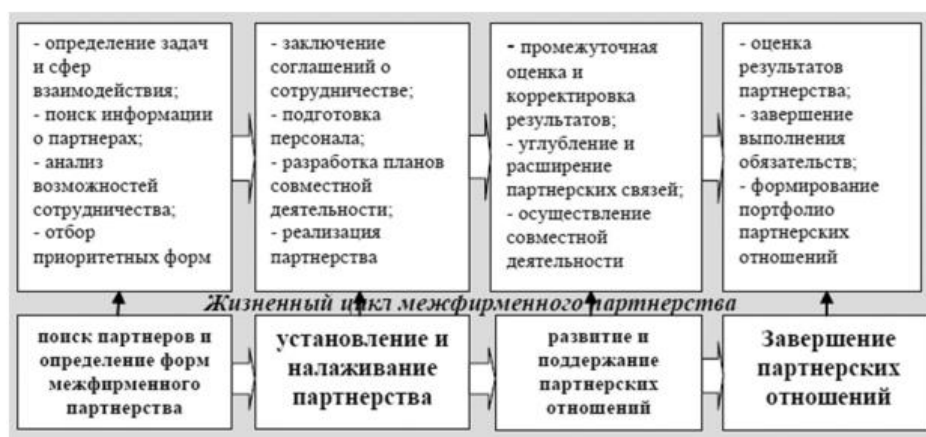 - определение задач
и сфер
взаимодействия;
- поиск информации
о партнерах;
- анализ
возможностей
сотрудничества;
- отбор
приоритетных форм
- заключение
соглашений о
сотрудничестве;
- подготовка
персонала;
- разработка планов
совместной
деятельности;
- реализация
партнерства
- промежуточная
оценка и
корректировка
результатов;
- углубление и
расширение
партнерских связей;
- осуществление
совместной
деятельности
- оценка
результатов
партнерства;
- завершение
выполнения
обязательств;
- формирование
портфолио
партнерских
отношений
Жизненный цикл межфирменного партнерства
поиск партнеров и
определение форм
межфирменного
партнерства
установление и
налаживание
партнерства
развитие и
поддержание
партнерских
отношений
Завершение
партнерских
отношений